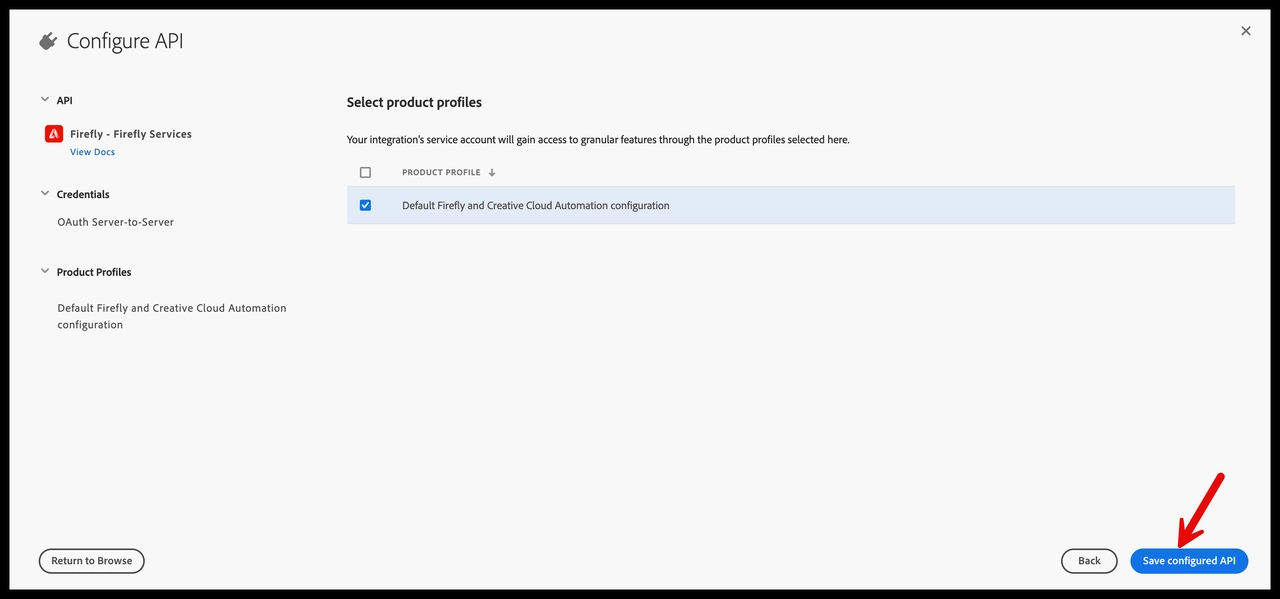 Configure API
API
Firefly - Firefly Services
View Docs
Credentials
OAuth Server-to-Server
Product Profiles
Default Firefly and Creative Cloud Automation
configuration
Select product profiles
Your integration's service account will gain access to granular features through the product profiles selected here.
PRODUCT PROFILE
Default Firefly and Creative Cloud Automation configuration
Return to Browse
Back
Save configured API